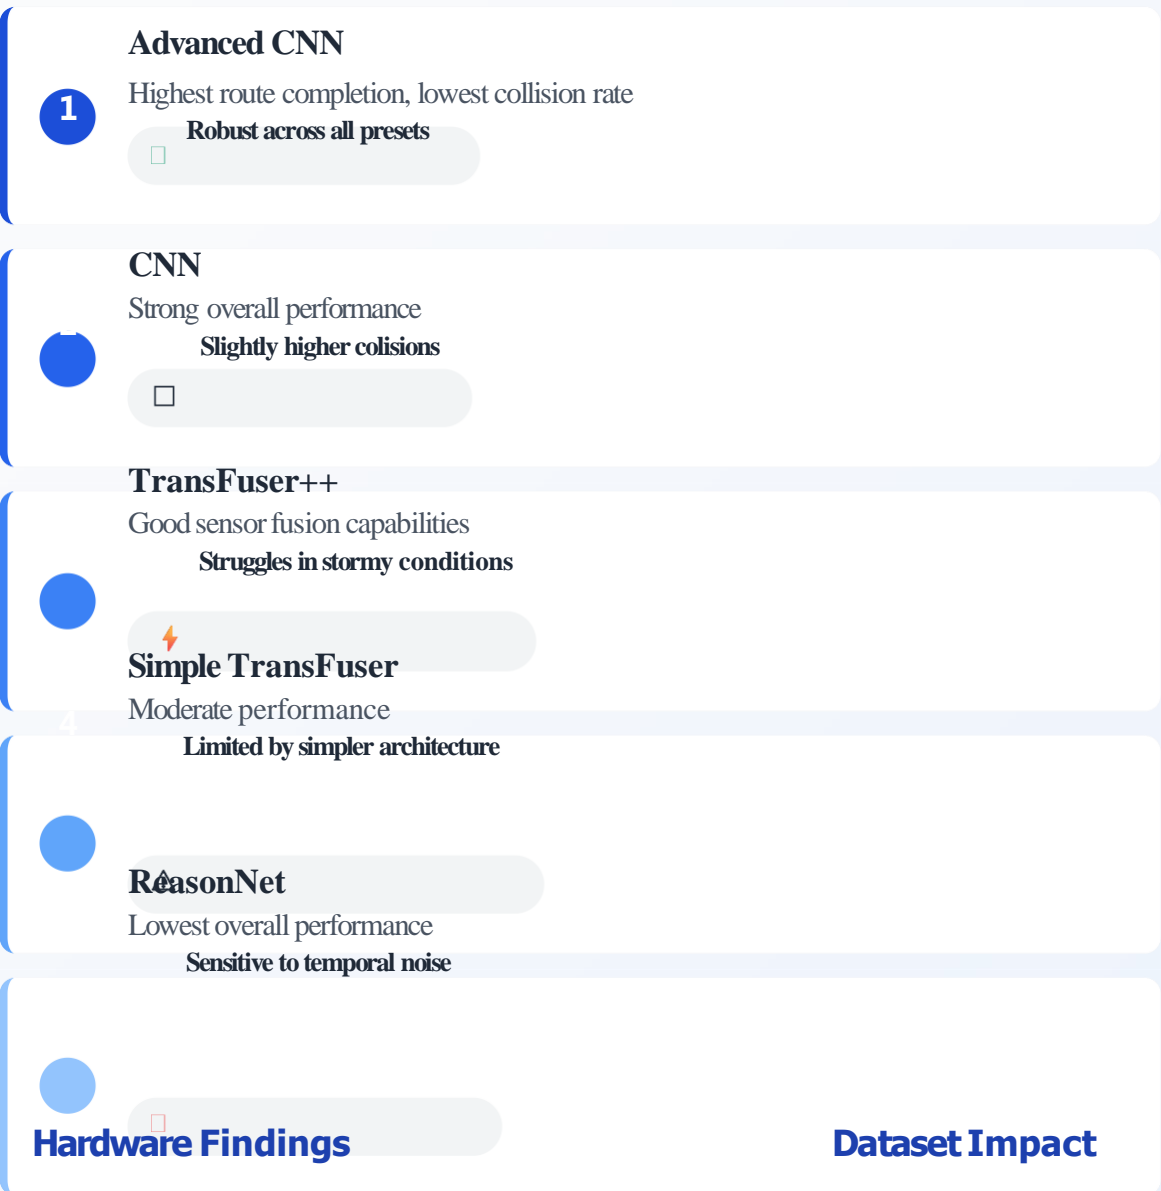 Advanced CNN
Highest route completion, lowest collision rate
1
Robust across all presets
CNN
Strong overall performance
Slightly higher colisions
TransFuser++
Good sensor fusion capabilities
Struggles in stormy conditions
Simple TransFuser
Moderate performance
4
Limited by simpler architecture
ReasonNet
Lowest overall performance
Sensitive to temporal noise
Hardware Findings
Dataset Impact